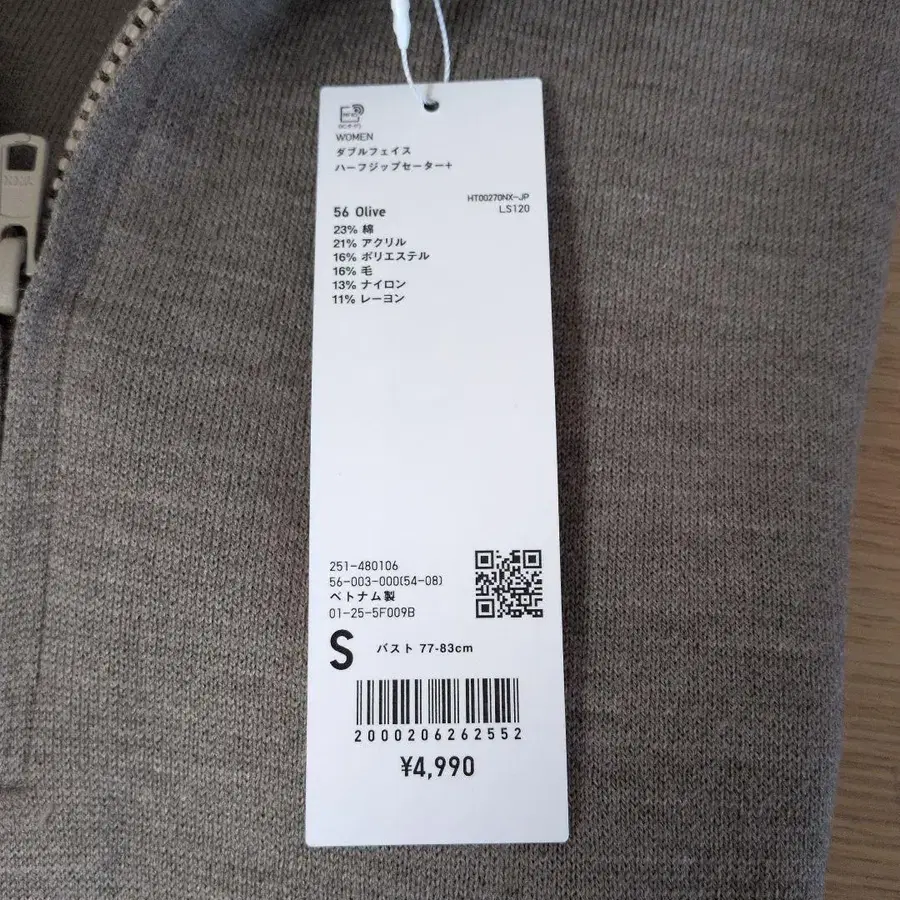 WOMEN
ダブルフェイス
ハーフジップセーター+
HT00270NX-JP
56 Olive
LS120
23% 綿
21% アクリル
16% ポリエステル
16% 毛
13% ナイロン
11% レーヨン
251-480106
56-003-000(54-08)
ベトナム製
01-25-5F009B
S バスト 77-83cm
2000206262552
¥4,990